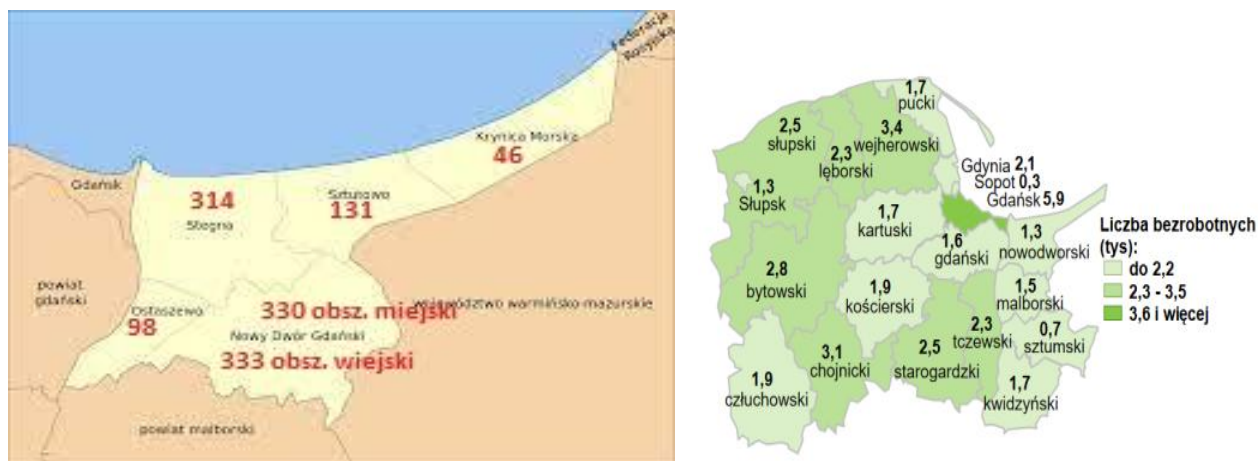 Federacja
Rosyjska
Krynica Morska
46
Gdańsk
314
Stegna
Sztutowo
131
powiat
gdański
Ostaszewo
98
330 obsz. miejski
województwo warmińsko-mazurskie
Nowy Dwór Gdański
333 obsz. wiejski
powiat malborski
1,7
pucki
2,5
słupski
3,4
wejherowski
2,3
lęborski
Gdynia 2,1
Sopot 0,3
Gdańsk 5,9
1,3
Słupsk
1,7
kartuski
1,6
gdański
1,3
nowodworski
2,8
bytowski
1,9
kościerski
1,5
malborski
2,3
tczewski
0,7
sztumski
3,1
chojnicki
2,5
starogardzki
1,9
człuchowski
1,7
kwidzyński
Liczba bezrobotnych
(tys):
do 2,2
2,3 - 3,5
3,6 i więcej